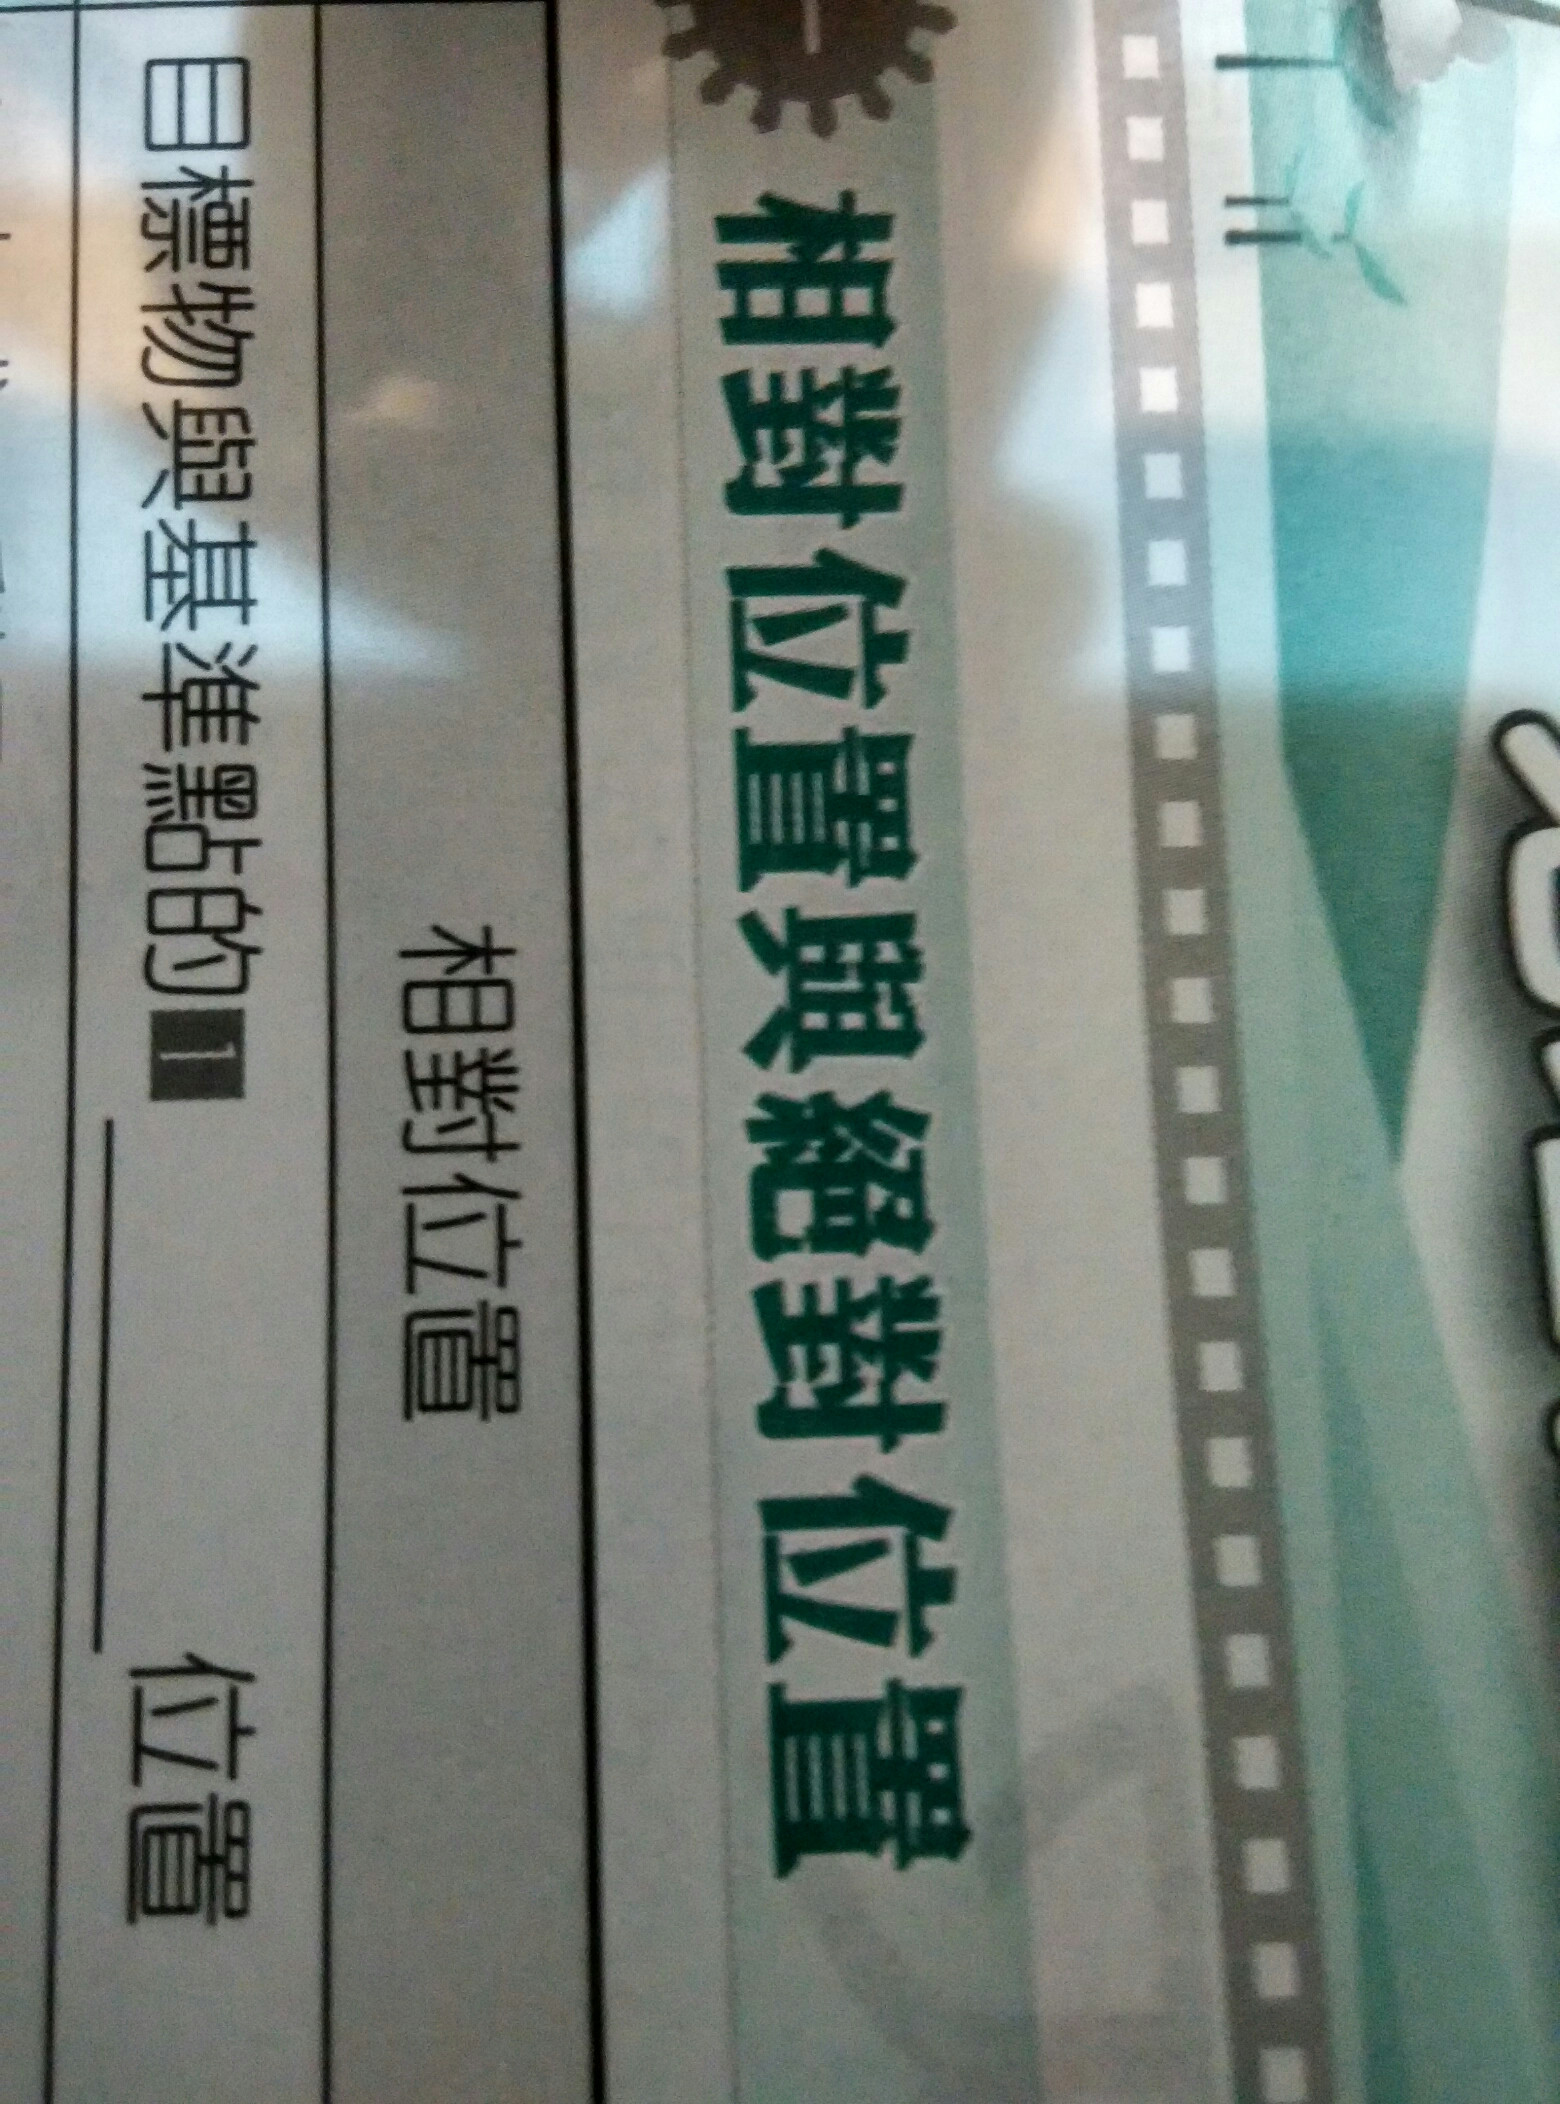 相對位置與絕對位置
相對位置
目標物與基準點的 1 ＿＿＿＿ 位置